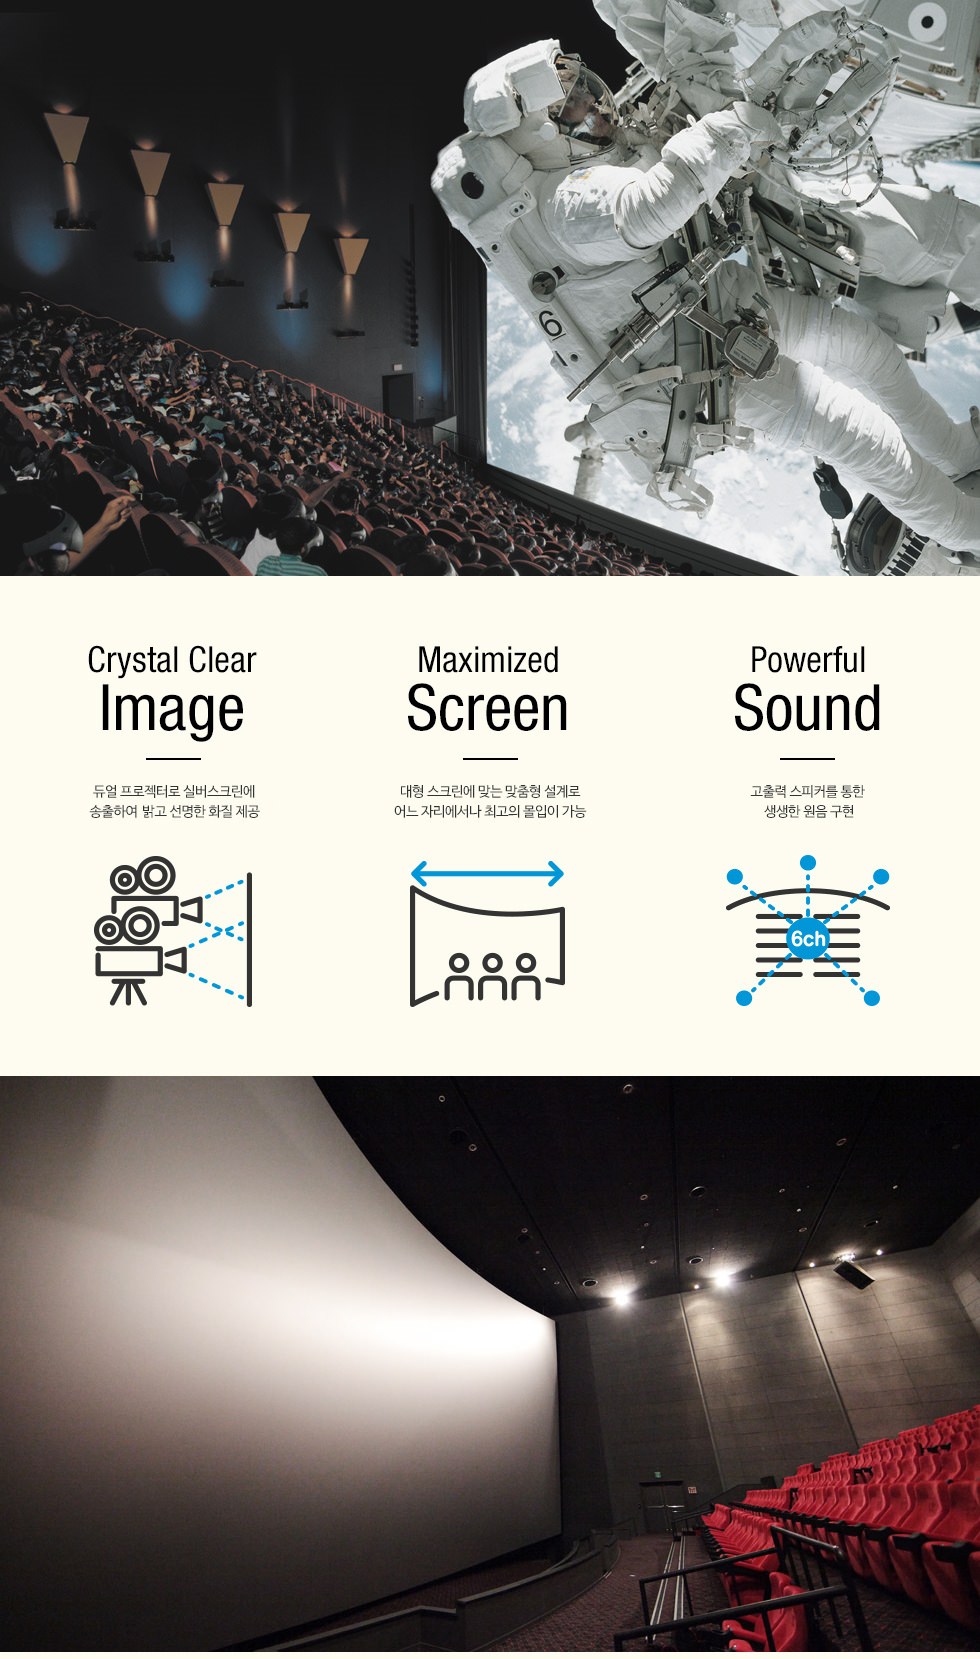 6
Crystal Clear
Image
듀얼 프로젝터로 실버스크린에
송출하여 밝고 선명한 화질 제공
Maximized
Screen
대형 스크린에 맞는 맞춤형 설계로
어느 자리에서나 최고의 몰입이 가능
Powerful
Sound
고출력 스피커를 통한
생생한 원음 구현
6ch